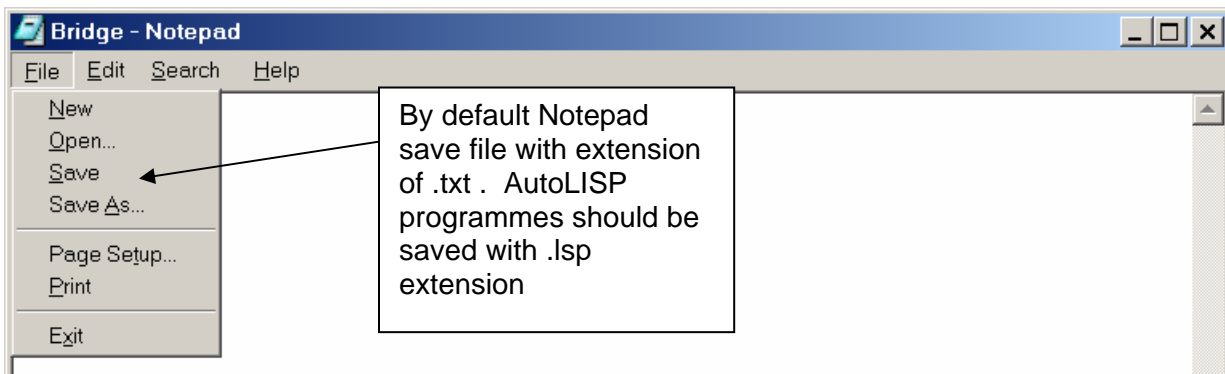 Bridge - Notepad
File Edit Search Help
New
Open...
Save
Save As...
Page Setup...
Print
Exit
By default Notepad
save file with extension
of .txt . AutoLISP
programmes should be
saved with .lsp
extension